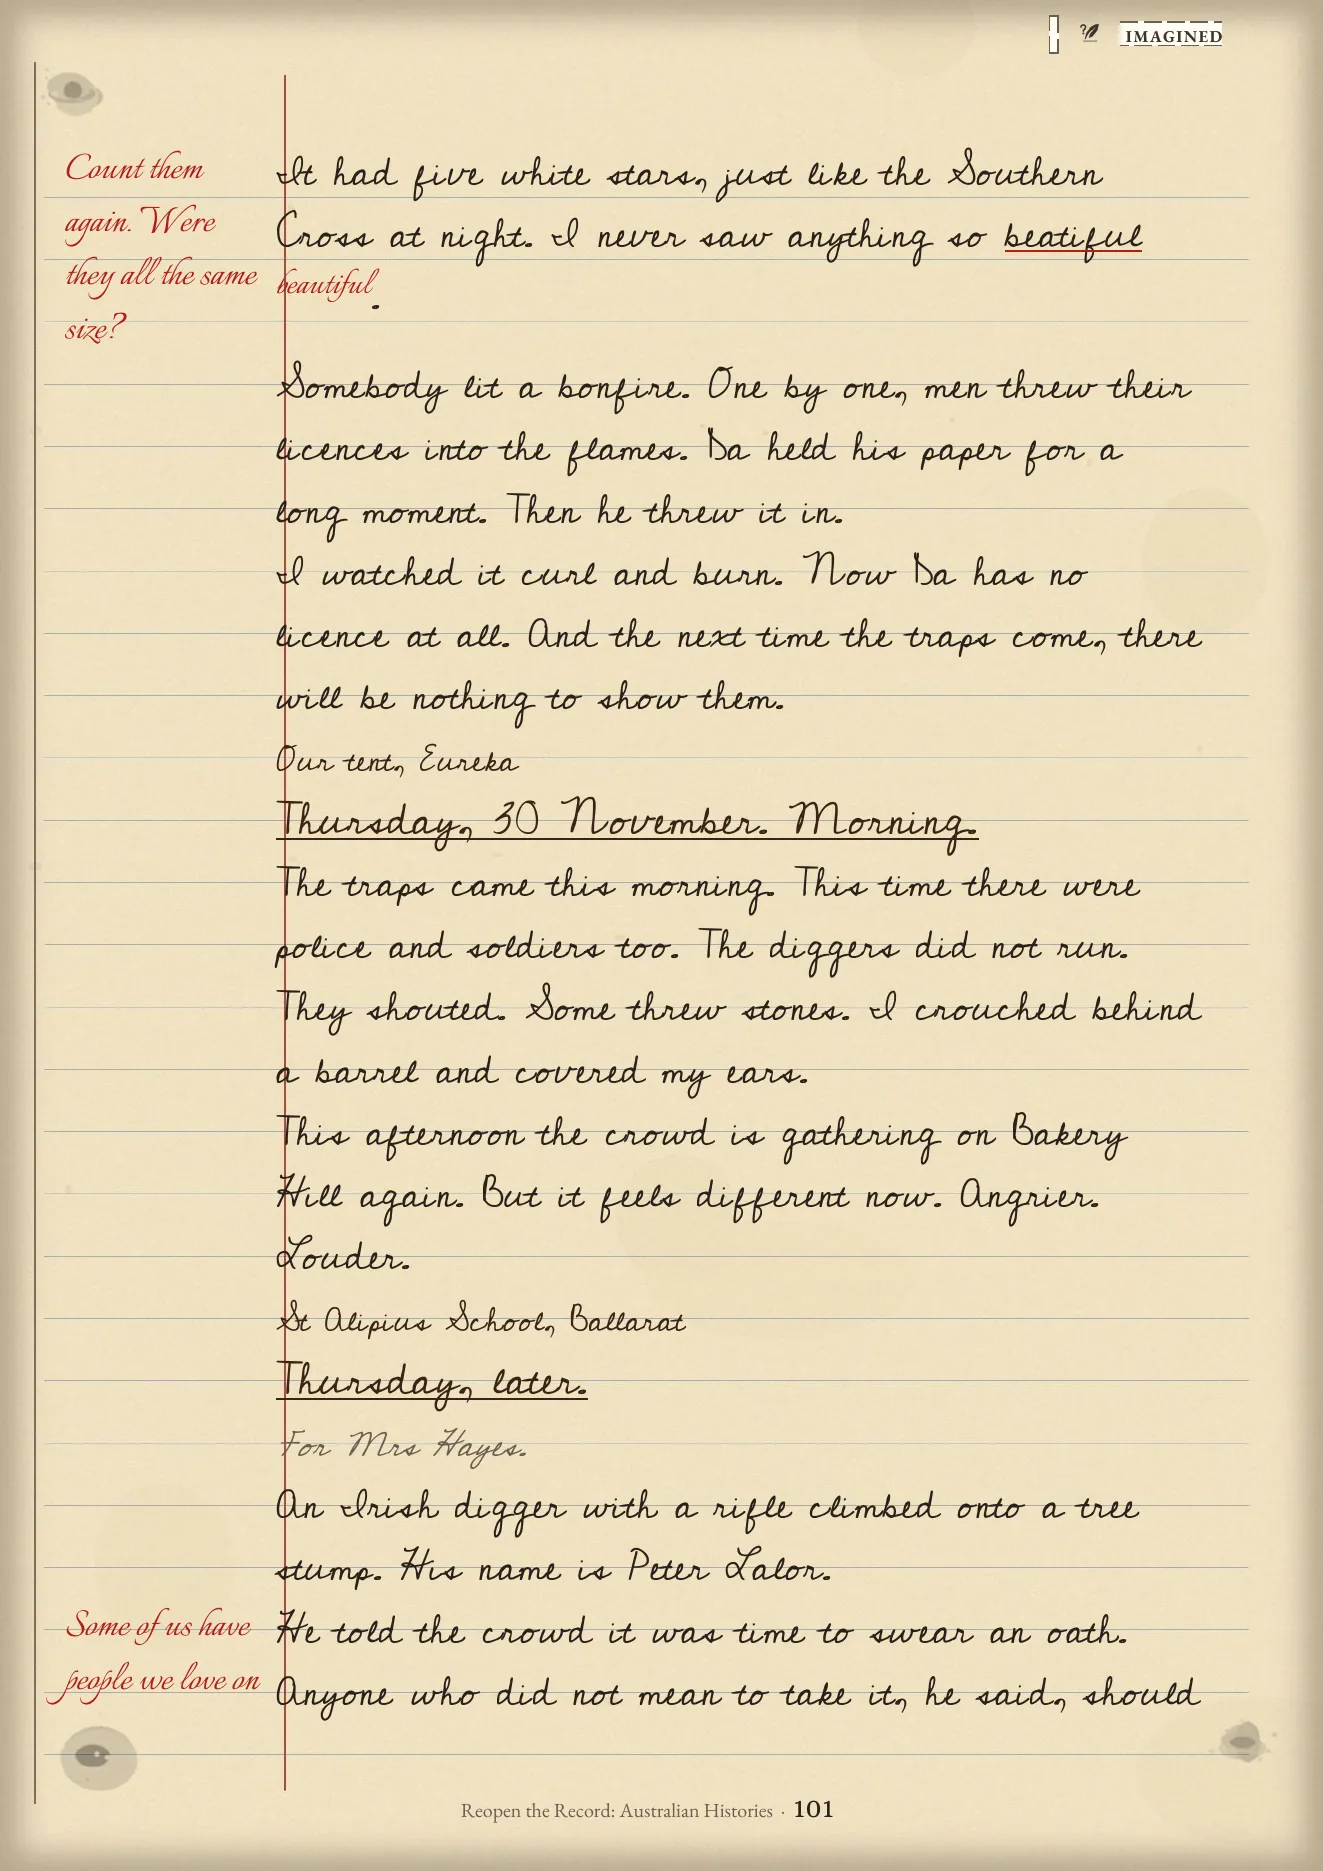 IMAGINED
Count them
again. Were
they all the same
size?
It had five white stars, just like the Southern
Cross at night. I never saw anything so beatiful
beautiful
.
Somebody lit a bonfire. One by one, men threw their
licences into the flames. Da held his paper for a
long moment. Then he threw it in.
I watched it curl and burn. Now Da has no
licence at all. And the next time the traps come, there
will be nothing to show them.
Our tent, Eureka
Thursday, 30 November. Morning.
The traps came this morning. This time there were
police and soldiers too. The diggers did not run.
They shouted. Some threw stones. I crouched behind
a barrel and covered my ears.
This afternoon the crowd is gathering on Bakery
Hill again. But it feels different now. Angrier.
Louder.
St Alipius School, Ballarat
Thursday, later.
For Mrs Hayes.
An Irish digger with a rifle climbed onto a tree
stump. His name is Peter Lalor.
Some of us have
people we love on
He told the crowd it was time to swear an oath.
Anyone who did not mean to take it, he said, should
Reopen the Record: Australian Histories · 101